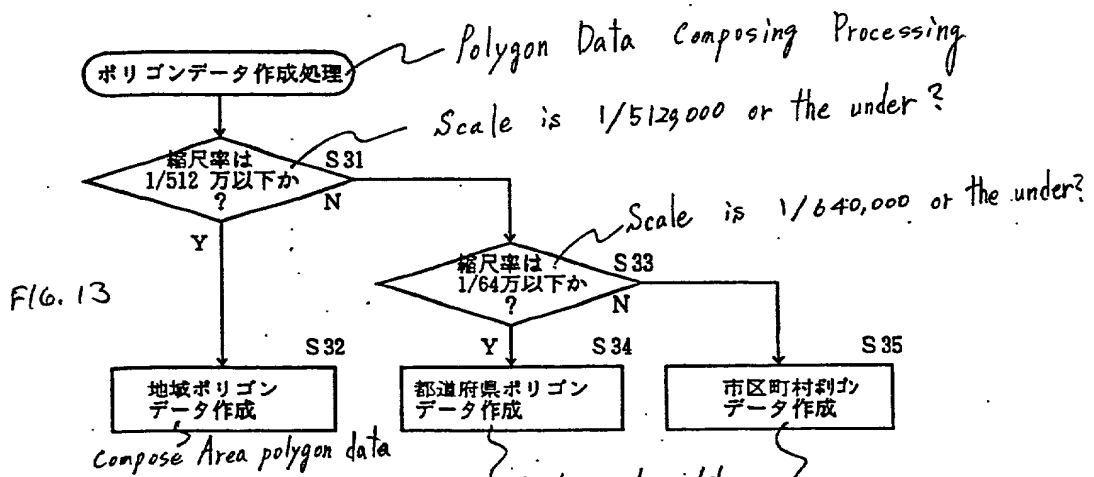 ポリゴンデータ作成処理
Polygon Data Composing Processing
縮尺率は
1/512 万以下か
?
S31
Scale is 1/5120,000 or the under?
N
Y
縮尺率は
1/64万以下か
?
S33
Scale is 1/640,000 or the under?
N
Y
FIG. 13
S32
地域ポリゴン
データ作成
S34
都道府県ポリゴン
データ作成
S35
市区町村ポリゴン
データ作成
Compose Area polygon data